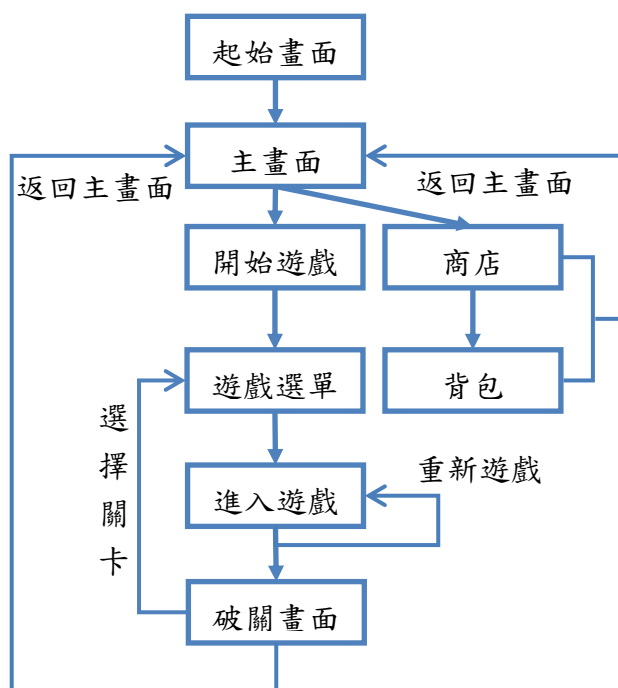 起始畫面
主畫面
返回主畫面
返回主畫面
開始遊戲
商店
遊戲選單
背包
選擇關卡
重新遊戲
進入遊戲
破關畫面